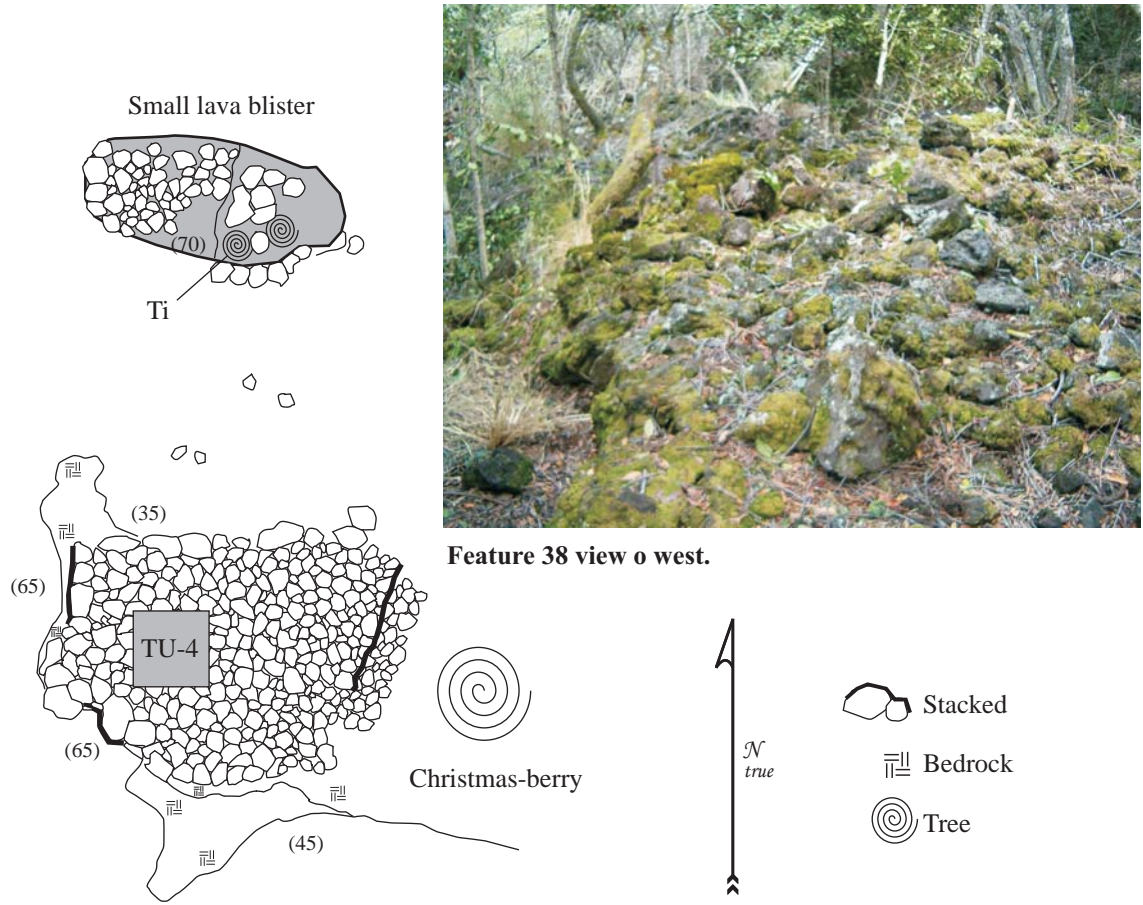 Small lava blister
(70)
Ti
(35)
(65)
TU-4
(65)
(45)
Christmas-berry
Feature 38 view o west.
N
true
Stacked
Bedrock
Tree